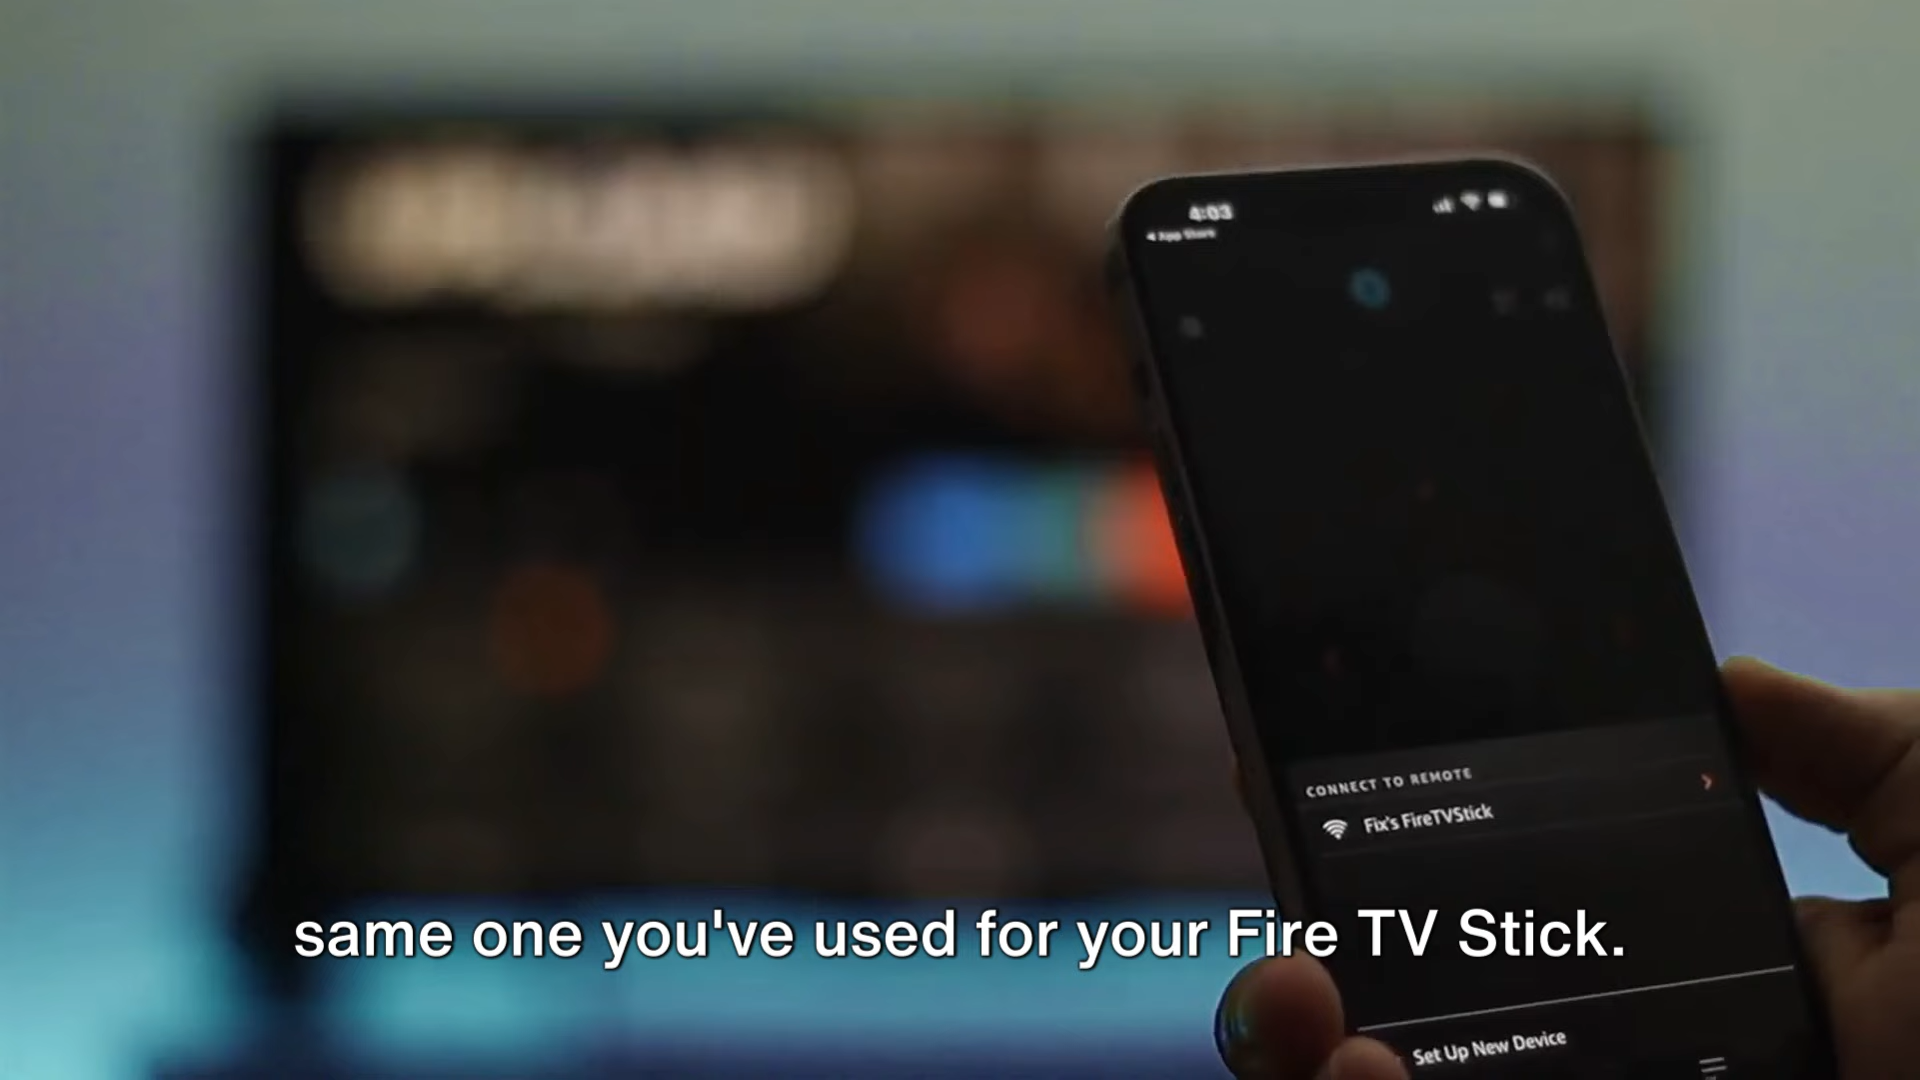 4:03
App Store
CONNECT TO REMOTE
Fix's FireTVStick
same one you've used for your Fire TV Stick.
Set Up New Device